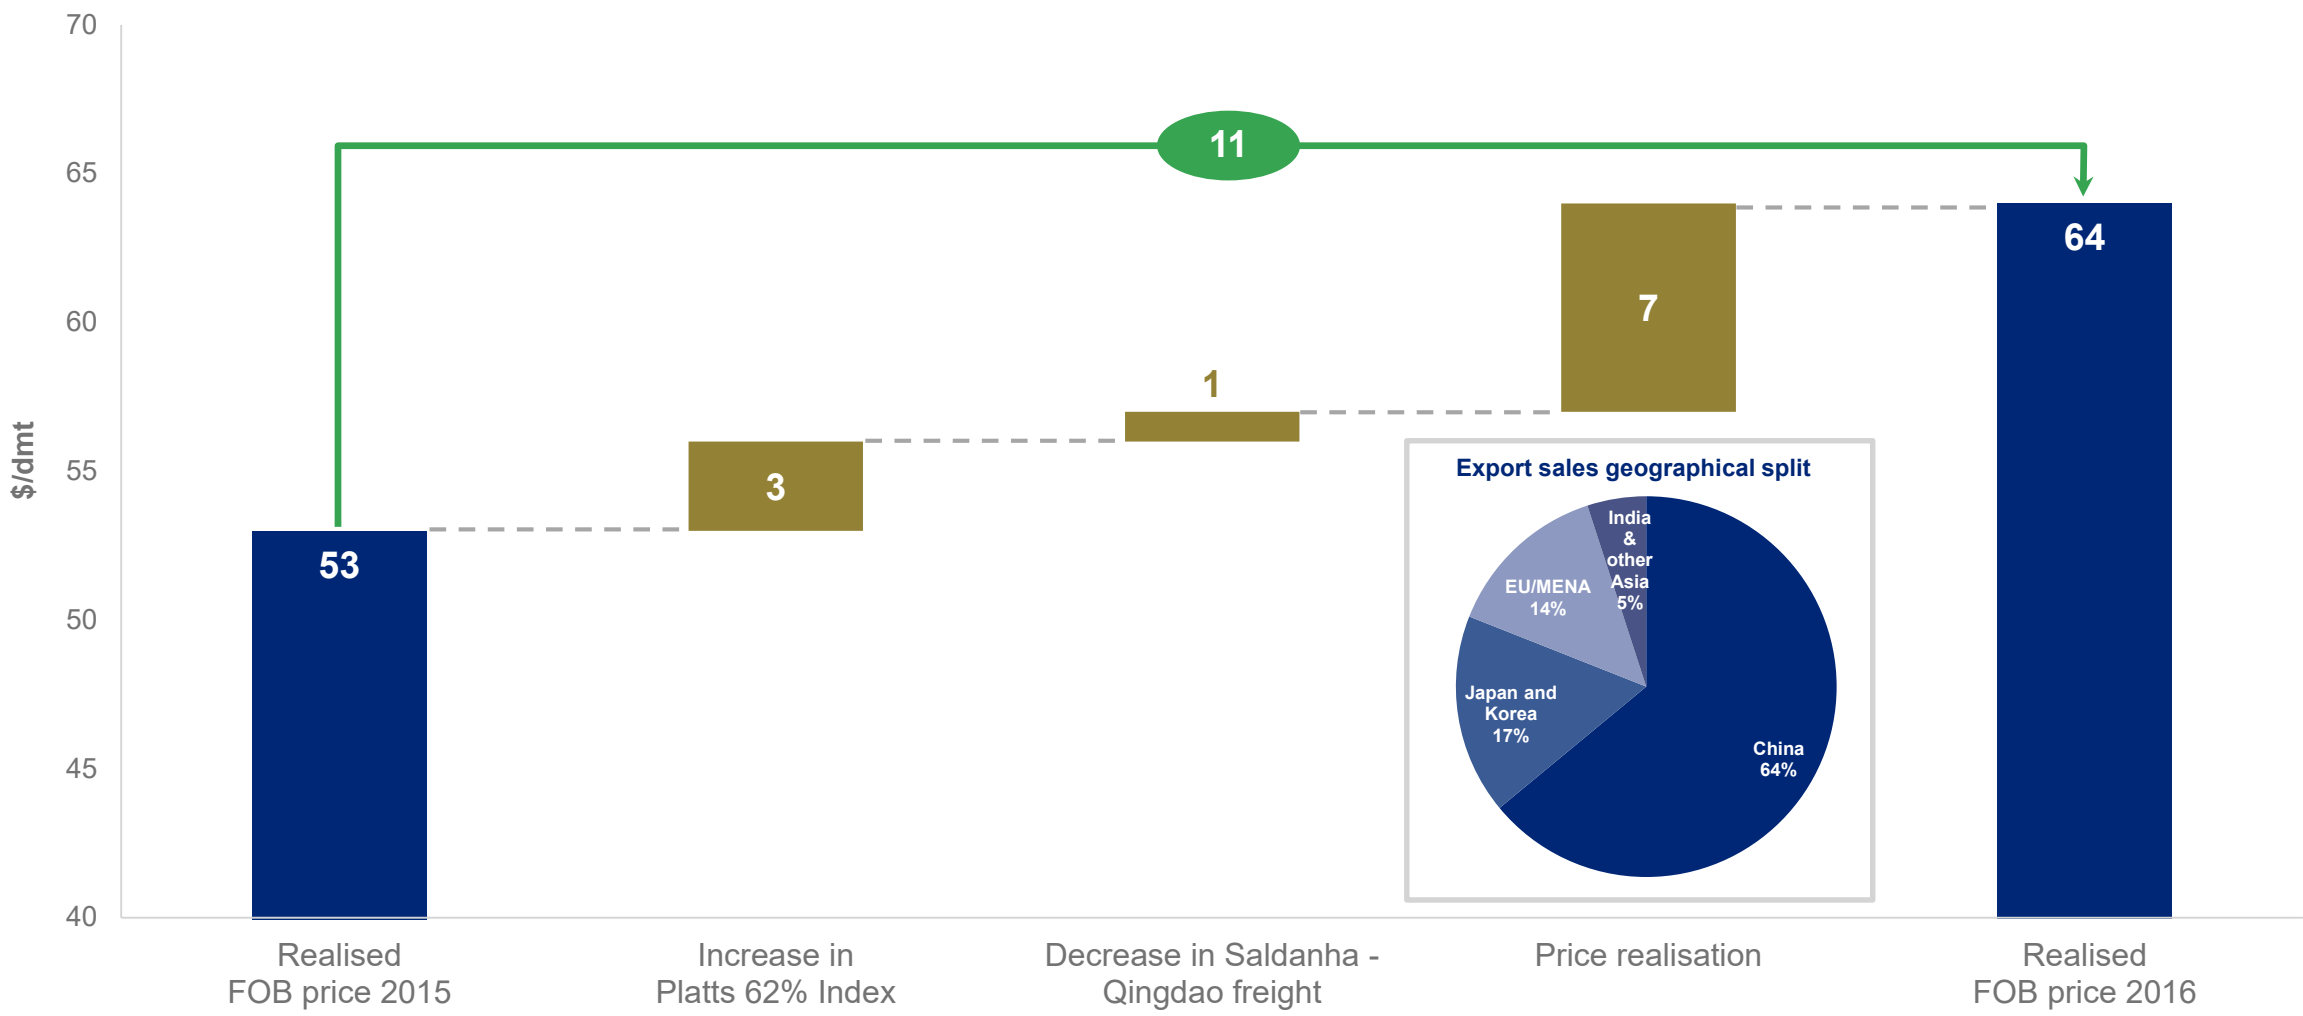 70
65
60
55
50
45
40
$/dmt
11
53
3
1
7
64
Export sales geographical split
India
&
other
Asia
5%
EU/MENA
14%
Japan and
Korea
17%
China
64%
Realised
FOB price 2015
Increase in
Platts 62% Index
Decrease in Saldanha -
Qingdao freight
Price realisation
Realised
FOB price 2016